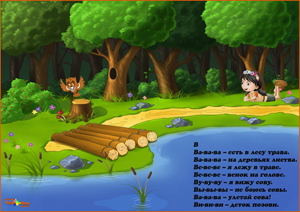 В
Ва-ва-ва – есть в лесу трава.
Ва-ва-ва – на деревьях листва.
Ве-ве-ве – я лежу в траве.
Ве-ве-ве – венок на голове.
Ву-ву-ву – я вижу сову.
Вы-вы-вы – не боюсь совы.
Ва-ва-ва – улетай сова!
Ви-ви-ви – деток позови.